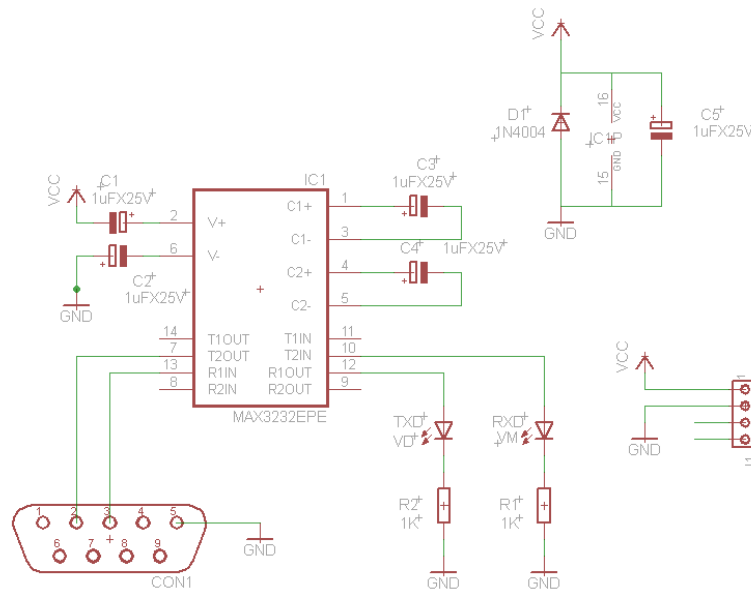 VCC
D1
1N4004
16
VCC
IC1P
GND
15
C5
1uFX25V
GND
VCC
C1
1uFX25V
2
V+
6
V-
C2
1uFX25V
GND
IC1
C1+
1
C3
1uFX25V
C1-
3
C4
1uFX25V
C2+
4
C2-
5
14
T1OUT
T1IN
11
7
T2OUT
T2IN
10
13
R1IN
R1OUT
12
8
R2IN
R2OUT
9
MAX3232EPE
TXD
VD
RXD
VM
R2
1K
R1
1K
GND
GND
VCC
GND
1
1 2 3 4 5
6 7 8 9
GND
CON1